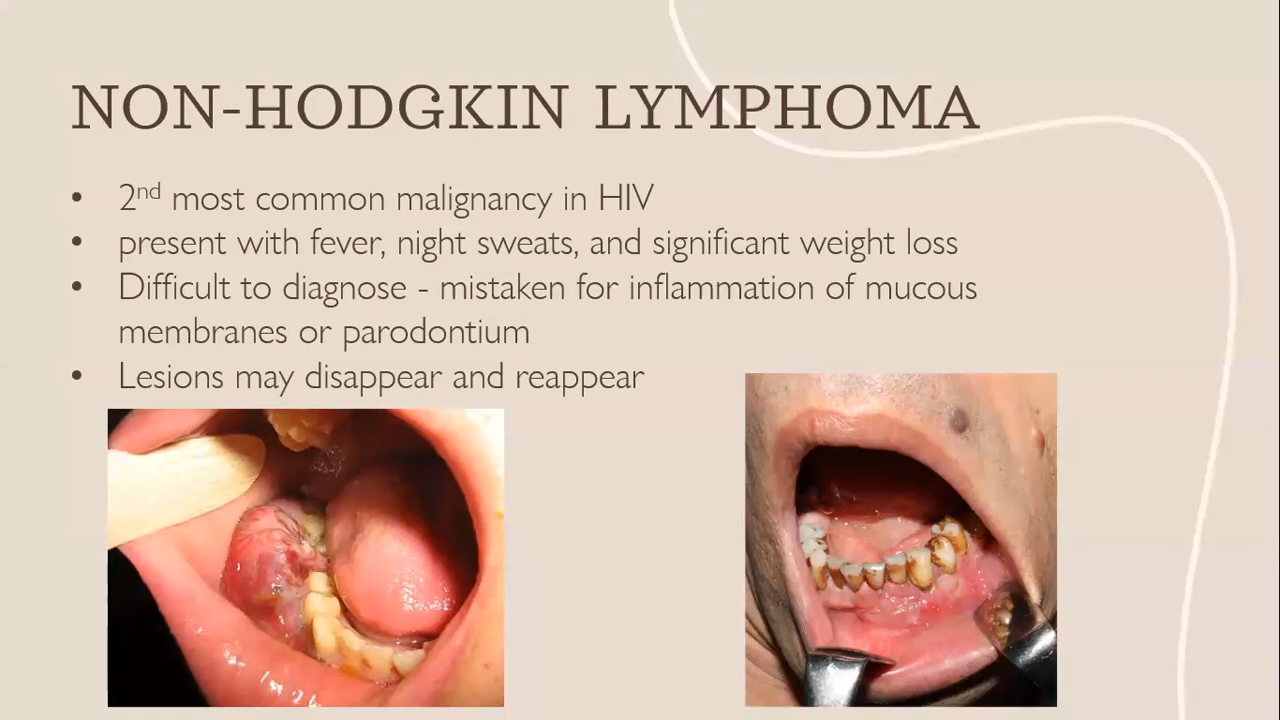 NON-HODGKIN LYMPHOMA
• 2nd most common malignancy in HIV
• present with fever, night sweats, and significant weight loss
• Difficult to diagnose - mistaken for inflammation of mucous
membranes or parodontium
• Lesions may disappear and reappear